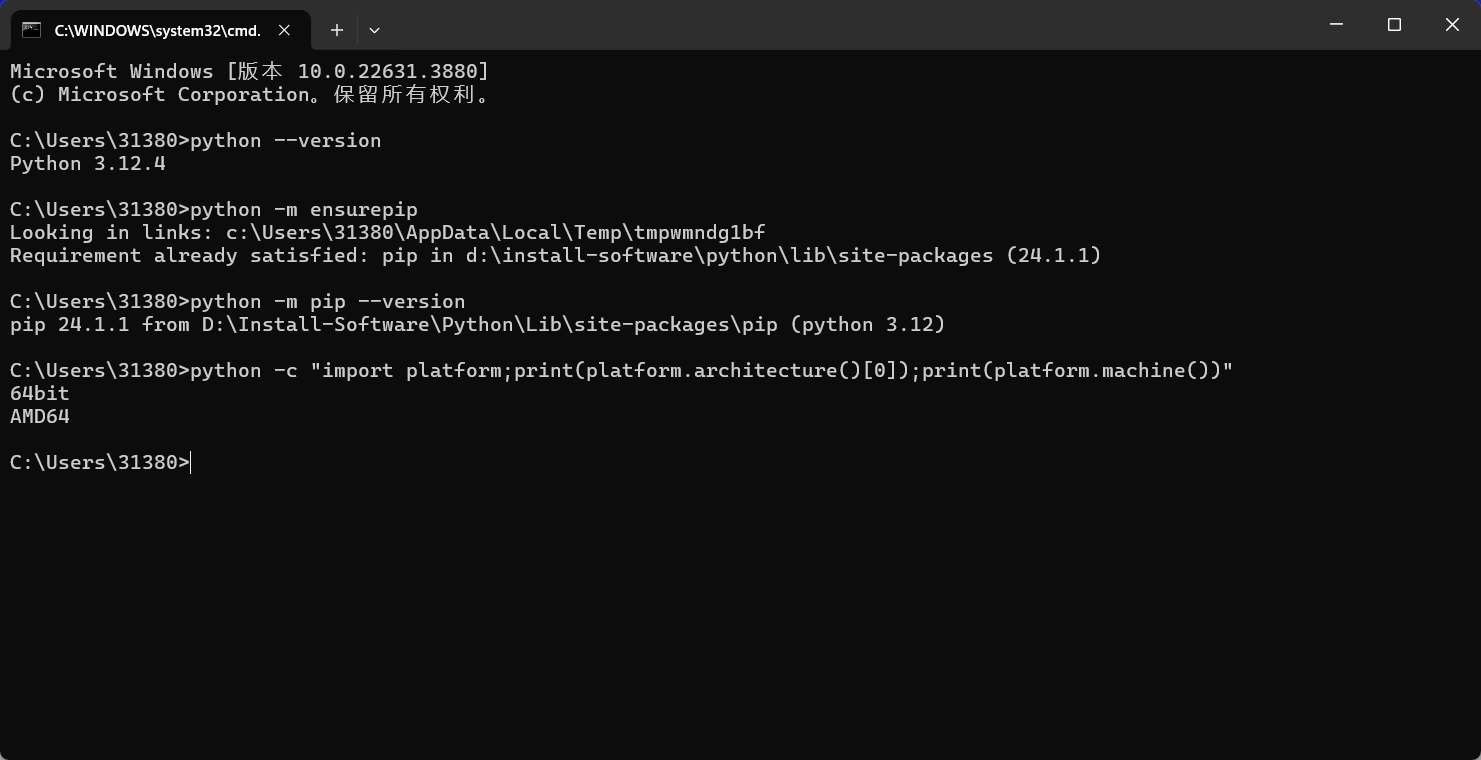 C:\WINDOWS\system32\cmd.
Microsoft Windows [版本 10.0.22631.3880]
(c) Microsoft Corporation。保留所有权利。
C:\Users\31380>python --version
Python 3.12.4
C:\Users\31380>python -m ensurepip
Looking in links: c:\Users\31380\AppData\Local\Temp\tmpwmndg1bf
Requirement already satisfied: pip in d:\install-software\python\lib\site-packages (24.1.1)
C:\Users\31380>python -m pip --version
pip 24.1.1 from D:\Install-Software\Python\Lib\site-packages\pip (python 3.12)
C:\Users\31380>python -c "import platform;print(platform.architecture()[0]);print(platform.machine())"
64bit
AMD64
C:\Users\31380>